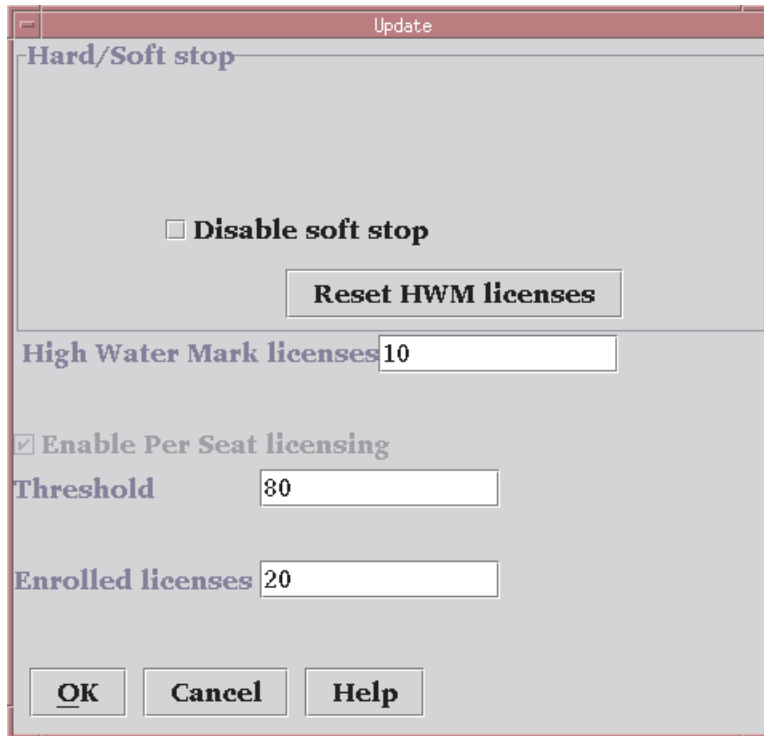 Update
Hard/Soft stop
Disable soft stop
Reset HWM licenses
High Water Mark licenses 10
Enable Per Seat licensing
Threshold 80
Enrolled licenses 20
OK Cancel Help